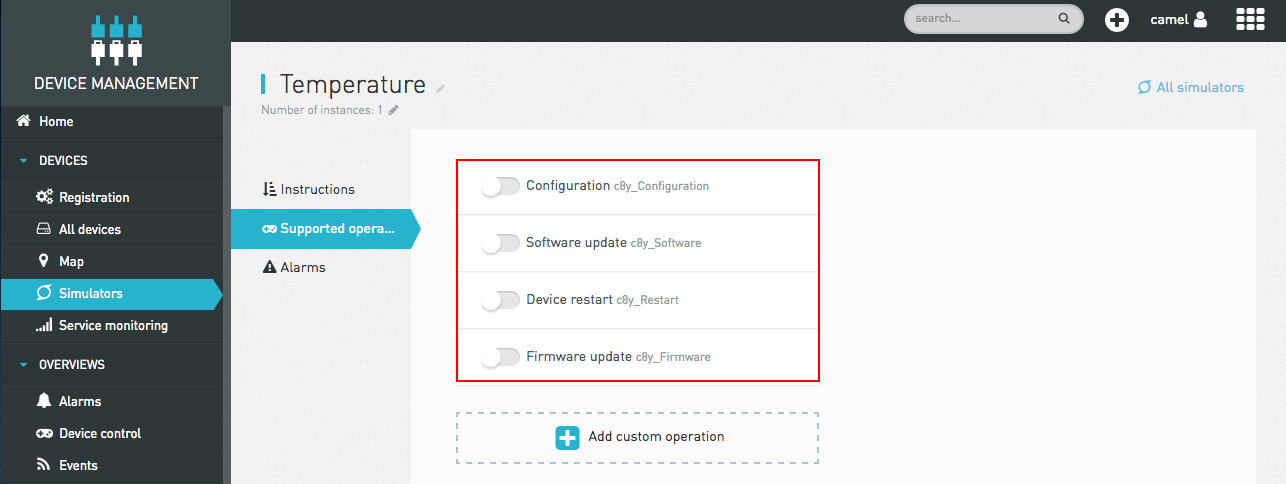 search...
camel
DEVICE MANAGEMENT
Home
DEVICES
Registration
All devices
Map
Simulators
Service monitoring
OVERVIEWS
Alarms
Device control
Events
Temperature
Number of instances: 1
All simulators
Instructions
Supported opera...
Alarms
Configuration c8y_Configuration
Software update c8y_Software
Device restart c8y_Restart
Firmware update c8y_Firmware
Add custom operation